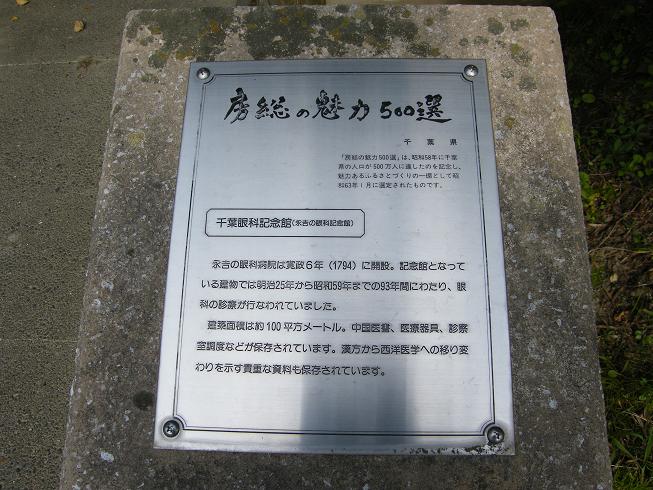 房総の魅力500選
千葉県
「房総の魅力500選」は、昭和58年に千葉
県の人口が500万人に達したのを記念し、
魅力あるふるさとづくりの一環として昭
和63年1月に選定されたものです。
千葉眼科記念館(永吉の眼科記念館)
永吉の眼科病院は寛政6年(1794)に開設。記念館となって
いる建物では明治25年から昭和59年までの93年間にわたり、眼
科の診療が行なわれていました。
建築面積は約100平方メートル。中国医書、医療器具、診察
室調度などが保存されています。漢方から西洋医学への移り変
わりを示す貴重な資料も保存されています。